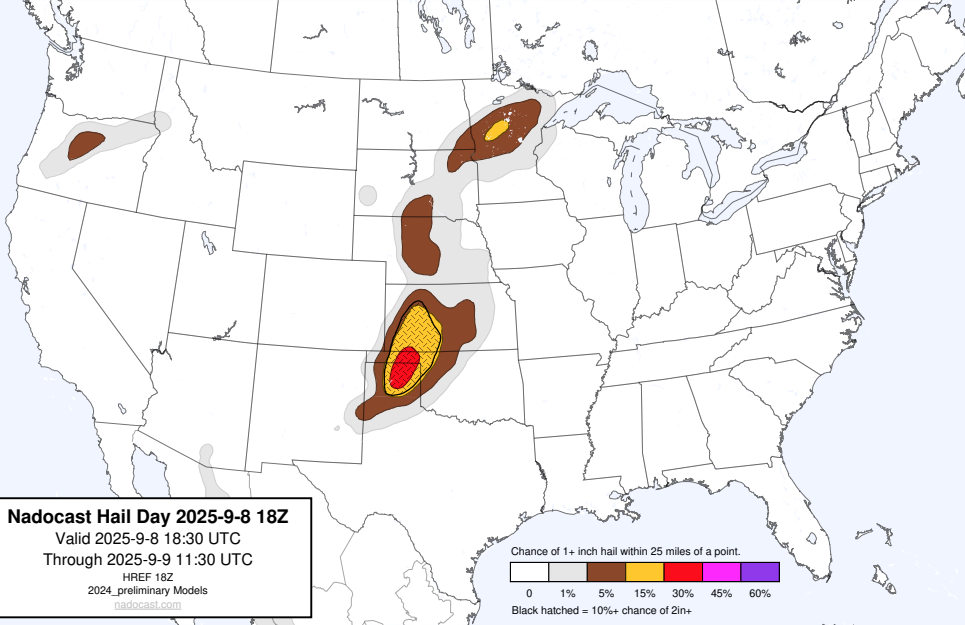 Nadocast Hail Day 2025-9-8 18Z
Valid 2025-9-8 18:30 UTC
Through 2025-9-9 11:30 UTC
HREF 18Z
2024_preliminary Models
nadocast.com
Chance of 1+ inch hail within 25 miles of a point.
0 1% 5% 15% 30% 45% 60%
Black hatched = 10%+ chance of 2in+